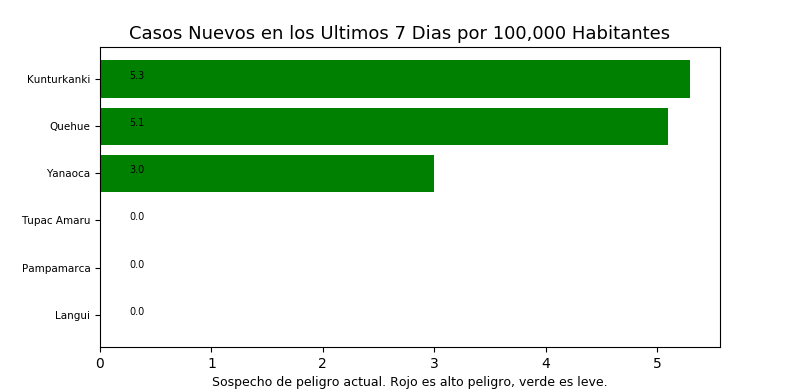 Casos Nuevos en los Ultimos 7 Dias por 100,000 Habitantes
Kunturkanki 5.3
Quehue 5.1
Yanaoca 3.0
Tupac Amaru 0.0
Pampamarca 0.0
Langui 0.0
0 1 2 3 4 5
Sospecho de peligro actual. Rojo es alto peligro, verde es leve.